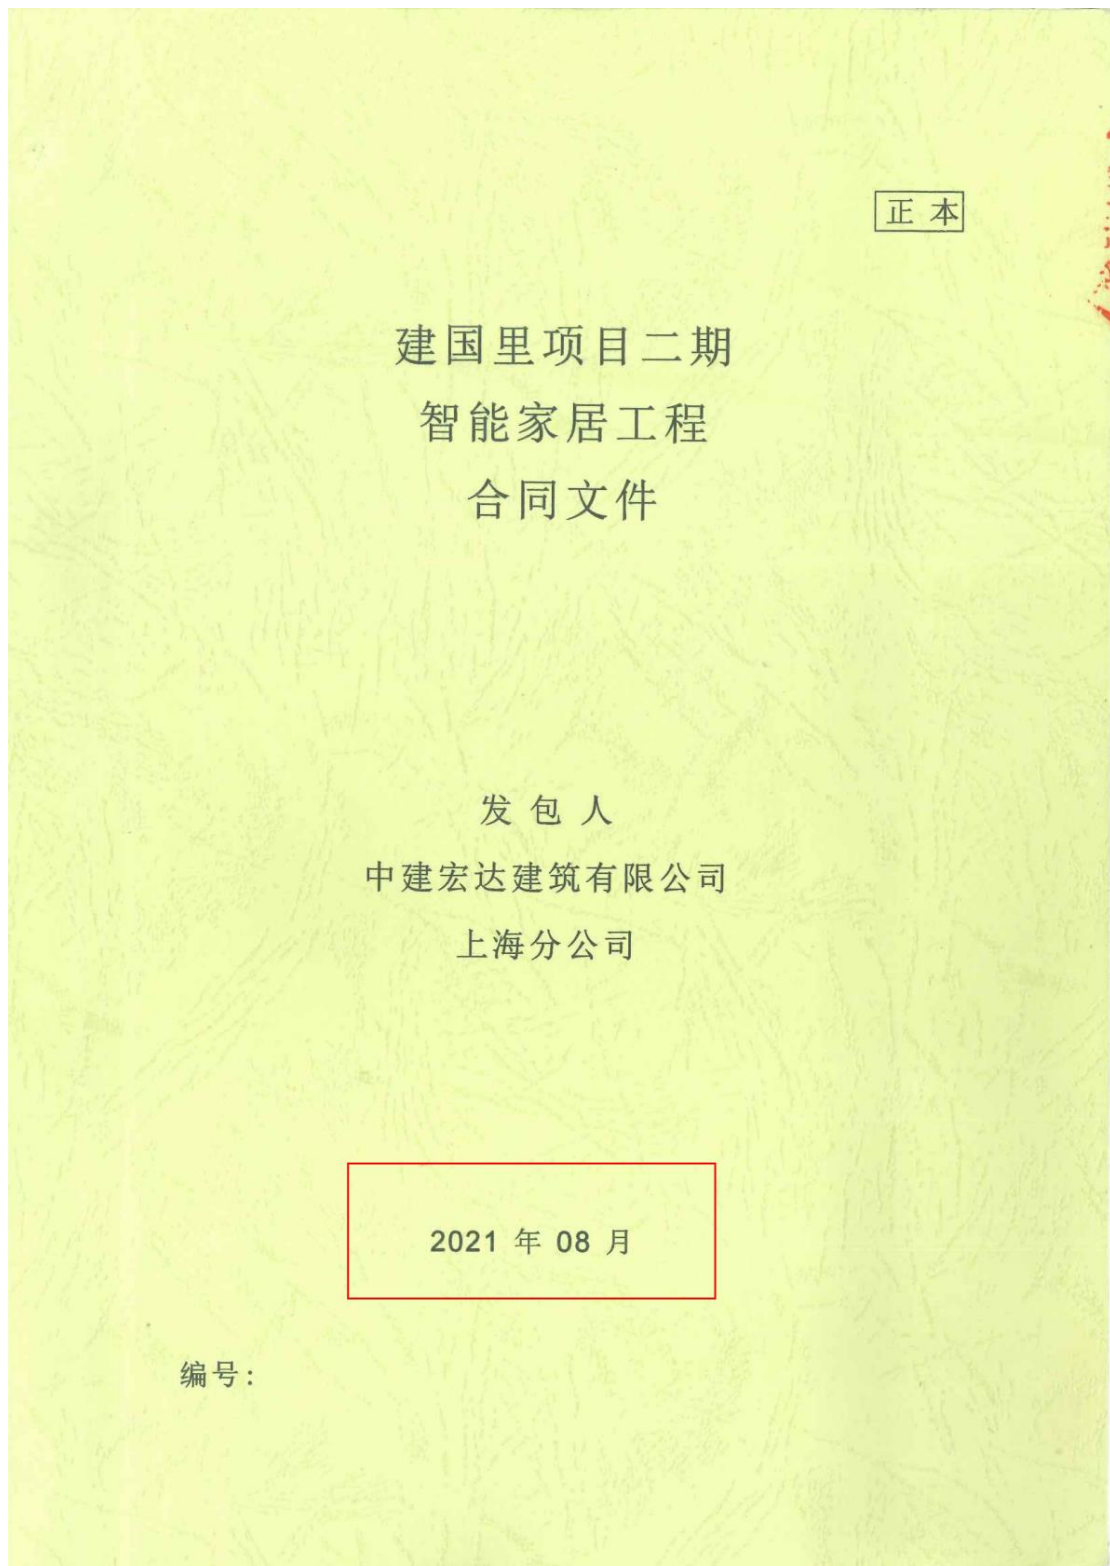 正 本
建国里项目二期
智能家居工程
合同文件
发 包 人
中建宏达建筑有限公司
上海分公司
2021 年 08 月
编号: